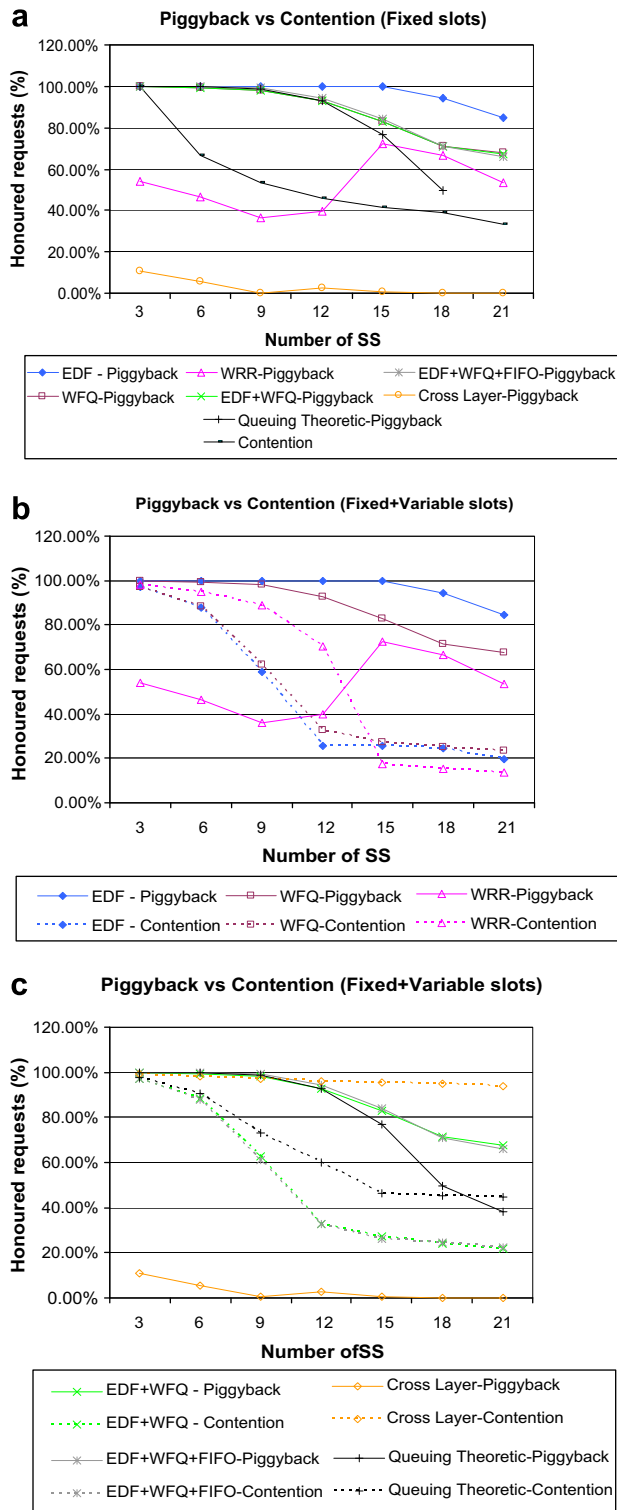 a
Piggyback vs Contention (Fixed slots)
120.00%
100.00%
80.00%
60.00%
40.00%
20.00%
0.00%
Honoured requests (%)
3 6 9 12 15 18 21
Number of SS
EDF - Piggyback WRR-Piggyback EDF+WFQ+FIFO-Piggyback
WFQ-Piggyback EDF+WFQ-Piggyback Cross Layer-Piggyback
Queuing Theoretic-Piggyback
Contention
b
Piggyback vs Contention (Fixed+Variable slots)
120.00%
100.00%
80.00%
60.00%
40.00%
20.00%
0.00%
Honoured requests (%)
3 6 9 12 15 18 21
Number of SS
EDF - Piggyback WFQ-Piggyback WRR-Piggyback
EDF - Contention WFQ-Contention WRR-Contention
c
Piggyback vs Contention (Fixed+Variable slots)
120.00%
100.00%
80.00%
60.00%
40.00%
20.00%
0.00%
Honoured requests (%)
3 6 9 12 15 18 21
Number ofSS
EDF+WFQ - Piggyback Cross Layer-Piggyback
EDF+WFQ - Contention Cross Layer-Contention
EDF+WFQ+FIFO-Piggyback Queuing Theoretic-Piggyback
EDF+WFQ+FIFO-Contention Queuing Theoretic-Contention